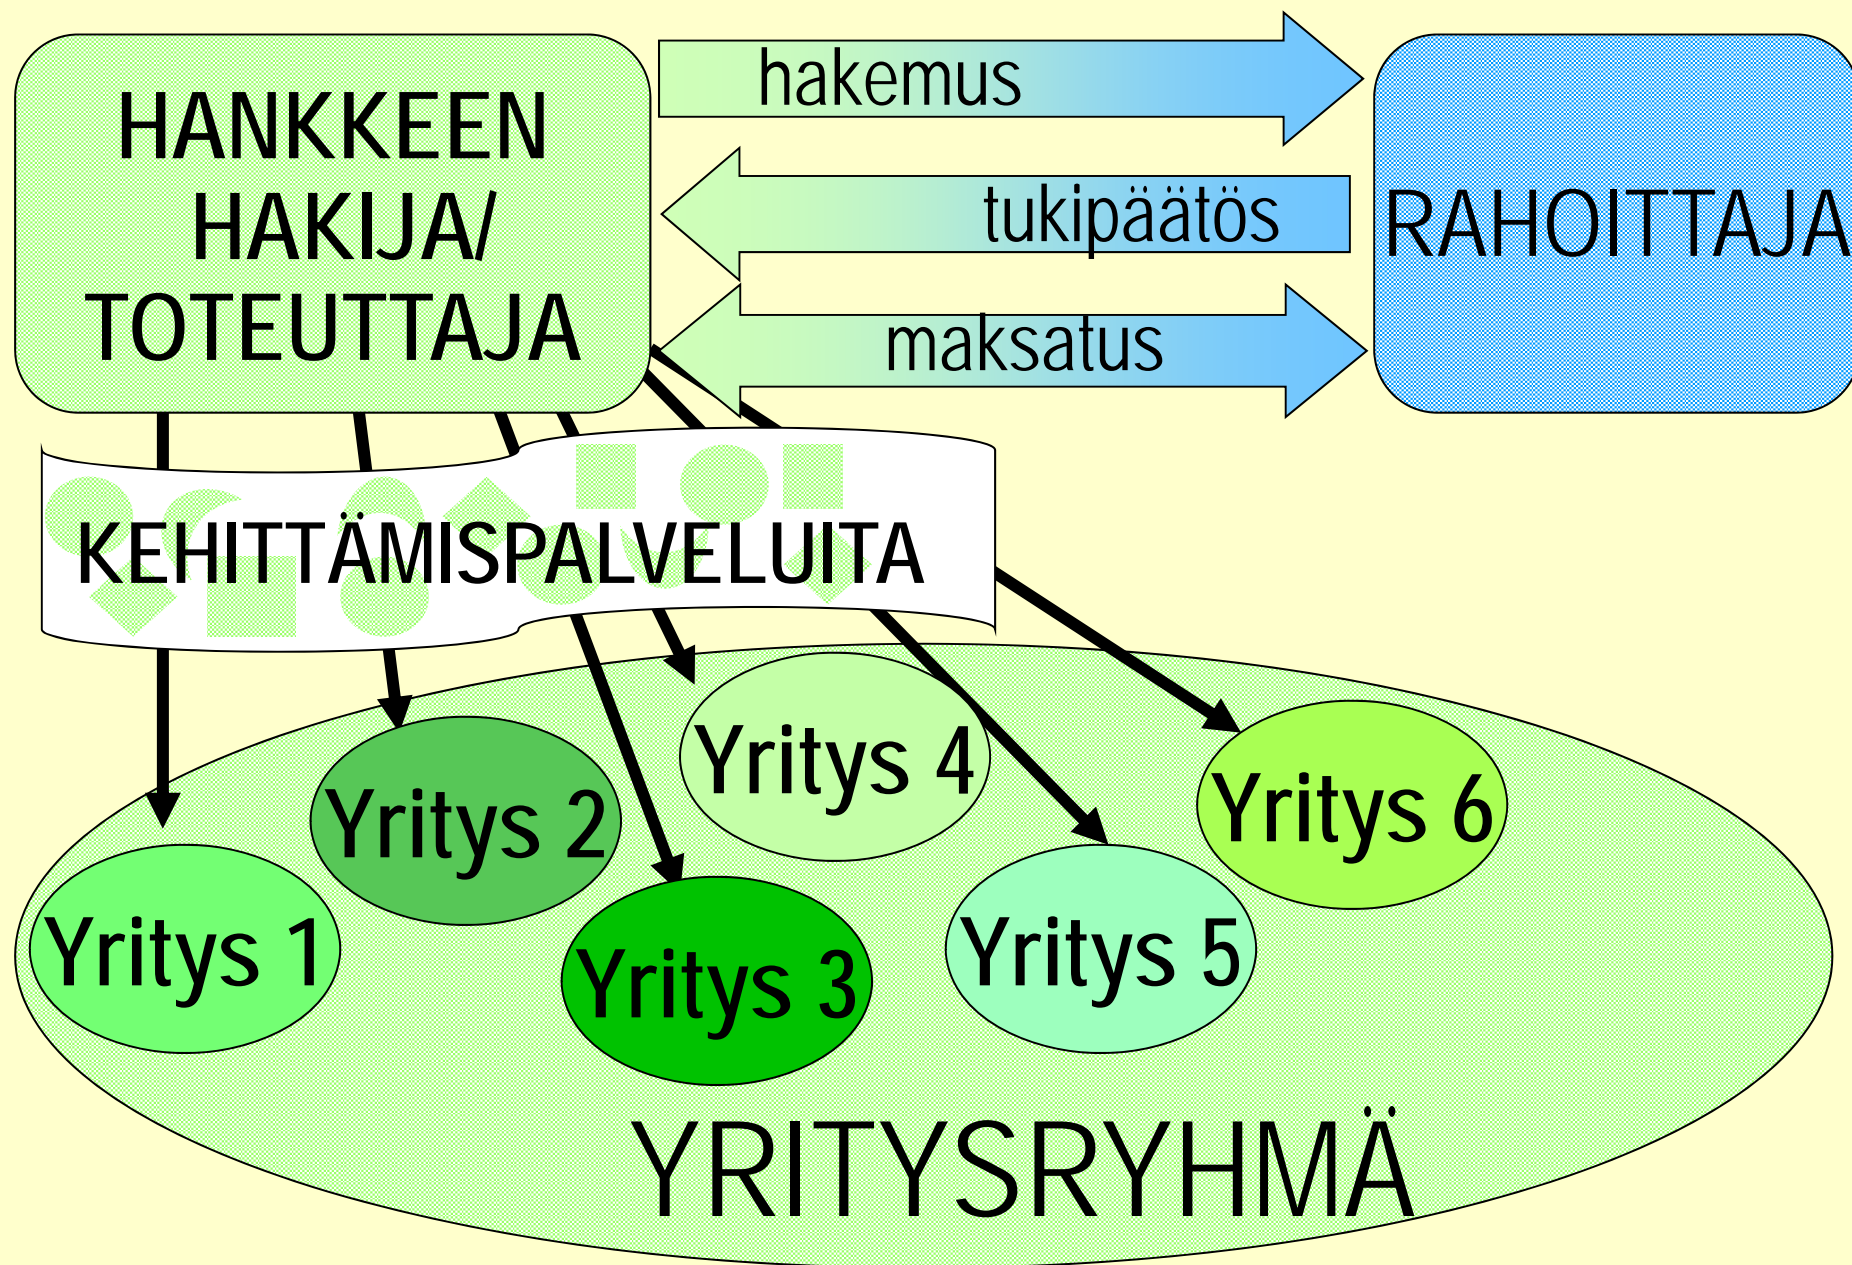 HANKKEEN
HAKIJA/
TOTEUTTAJA
hakemus
tukipäätös
maksatus
RAHOITTAJA
KEHITTÄMISPALVELUITA
Yritys 1
Yritys 2
Yritys 3
Yritys 4
Yritys 5
Yritys 6
YRITYSRYHMÄ